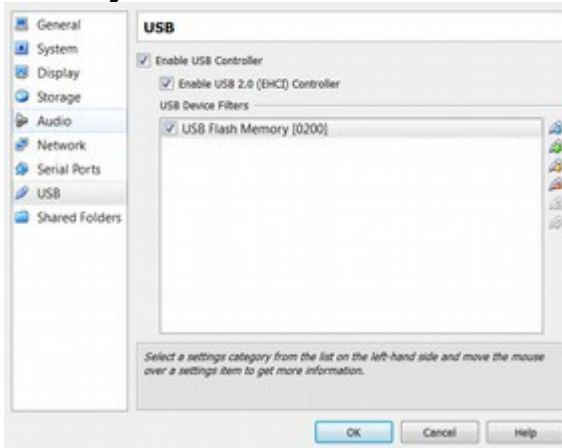 General
System
Display
Storage
Audio
Network
Serial Ports
USB
Shared Folders
USB
Enable USB Controller
Enable USB 2.0 (EHCI) Controller
USB Device Filters
USB Flash Memory [0200]
Select a settings category from the list on the left-hand side and move the mouse
over a settings item to get more information.
OK
Cancel
Help